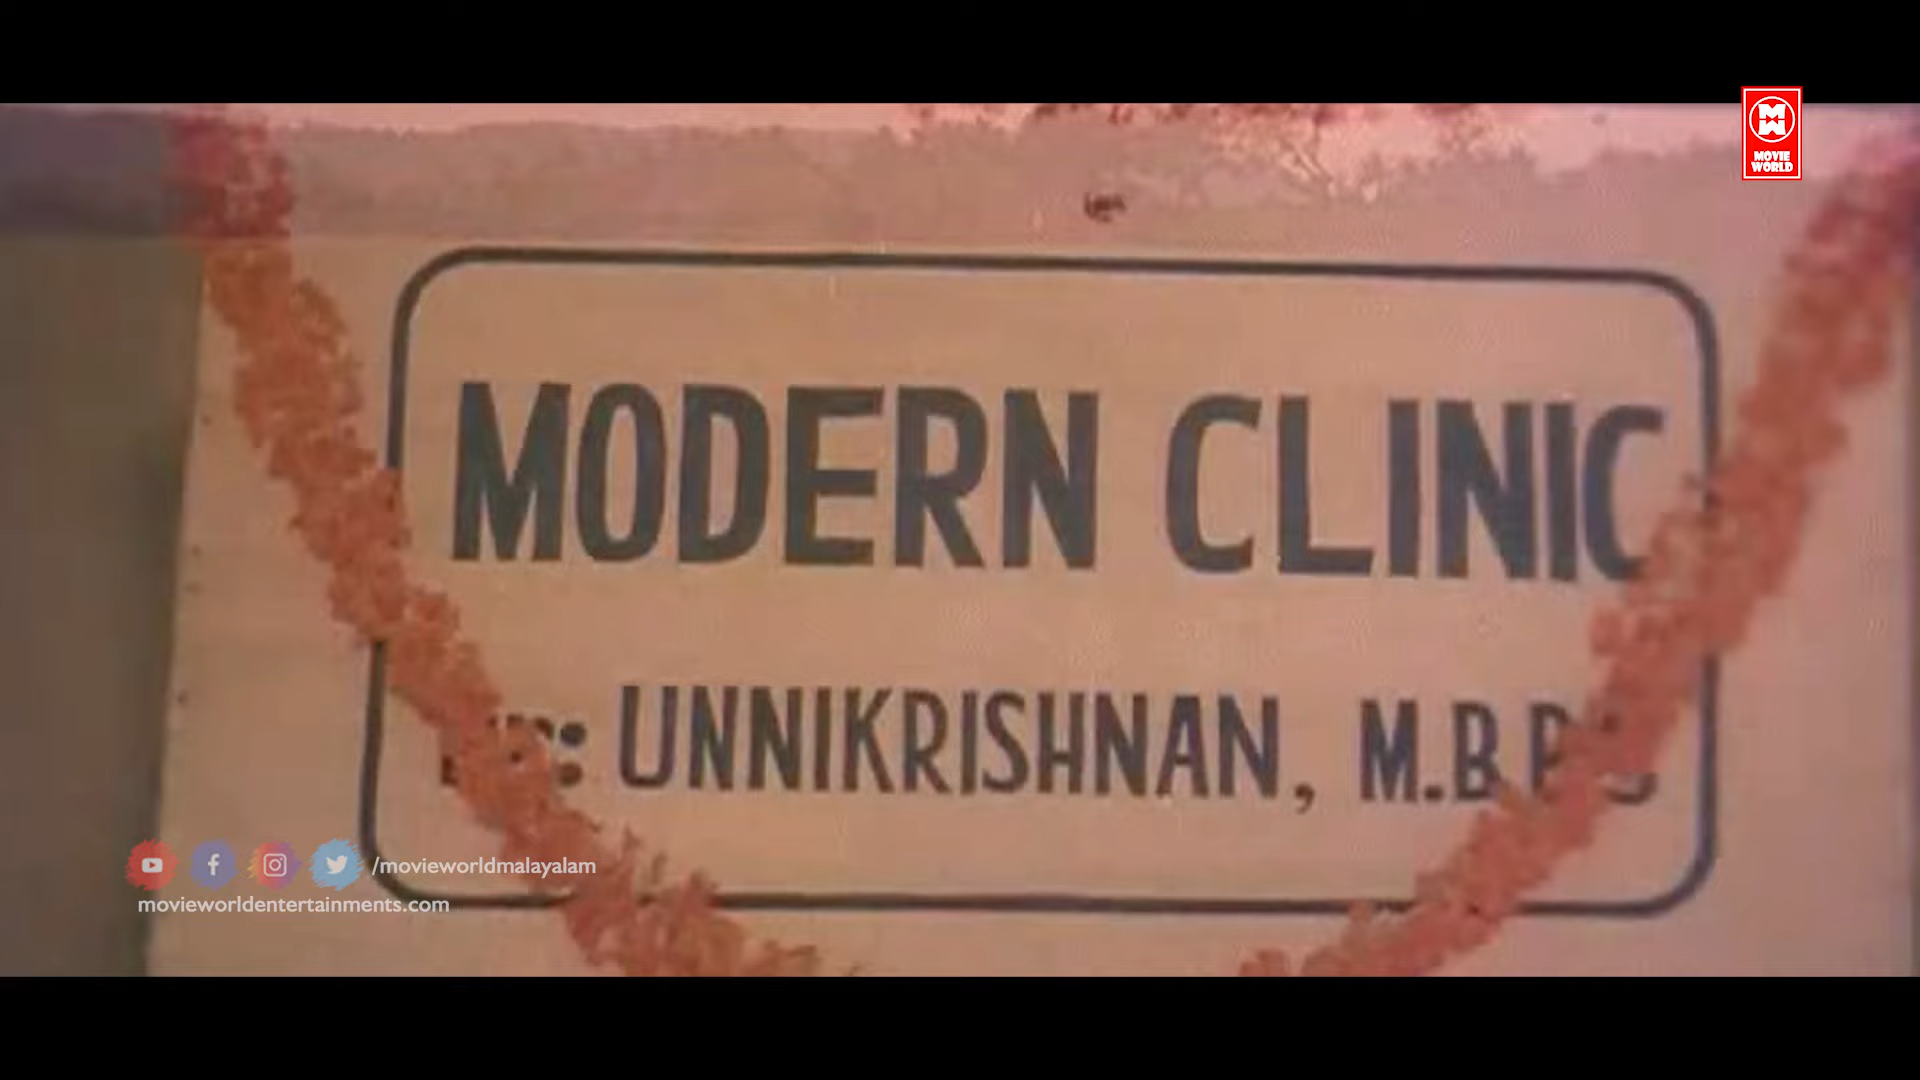 MOVIE
WORLD
MODERN CLINIC
UNNIKRISHNAN, M.B.B.S
/movieworldmalayalam
movieworldentertainments.com